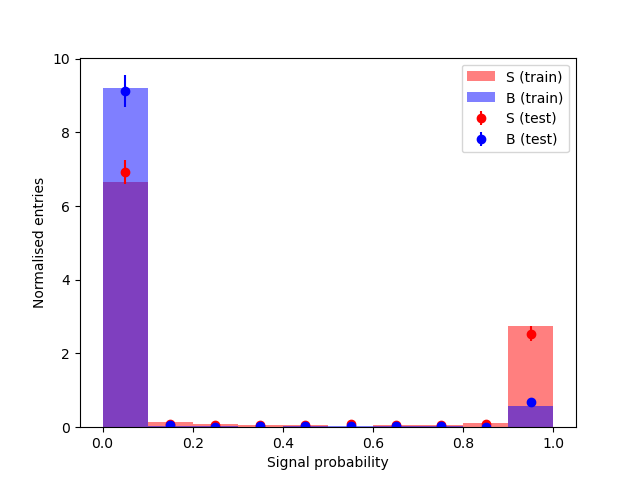 10
8
6
4
2
0
Normalised entries
0.0 0.2 0.4 0.6 0.8 1.0
Signal probability
S (train)
B (train)
S (test)
B (test)